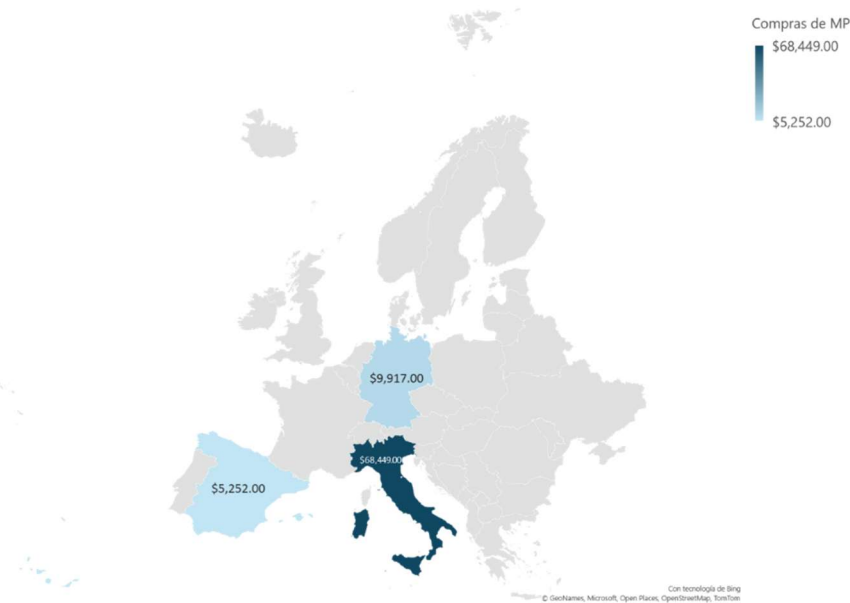 Compras de MP
$68,449.00
$5,252.00
$9,917.00
$68,449.00
$5,252.00
Con tecnología de Bing
© GeoNames, Microsoft, Open Places, OpenStreetMap, TomTom